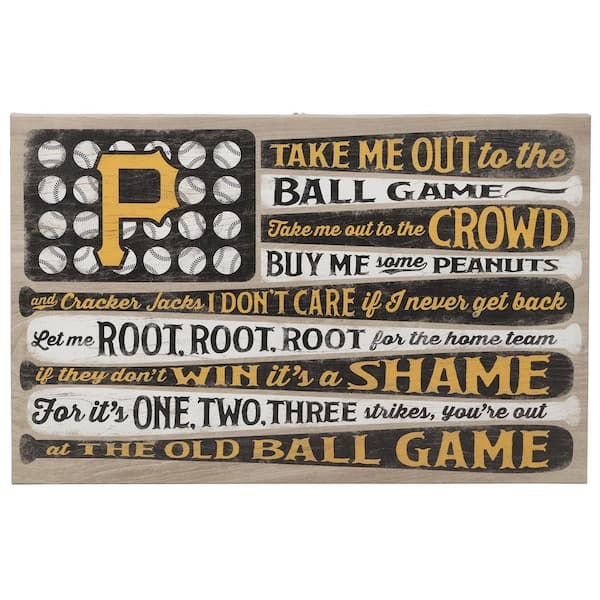 P
TAKE ME OUT to the
BALL GAME
Take me out to the CROWD
BUY ME some PEANUTS
and Cracker Jacks I DON'T CARE if I never get back
Let me ROOT, ROOT, ROOT for the home team
if they don't WIN it's a SHAME
For it's ONE, TWO, THREE strikes, you're out
at THE OLD BALL GAME